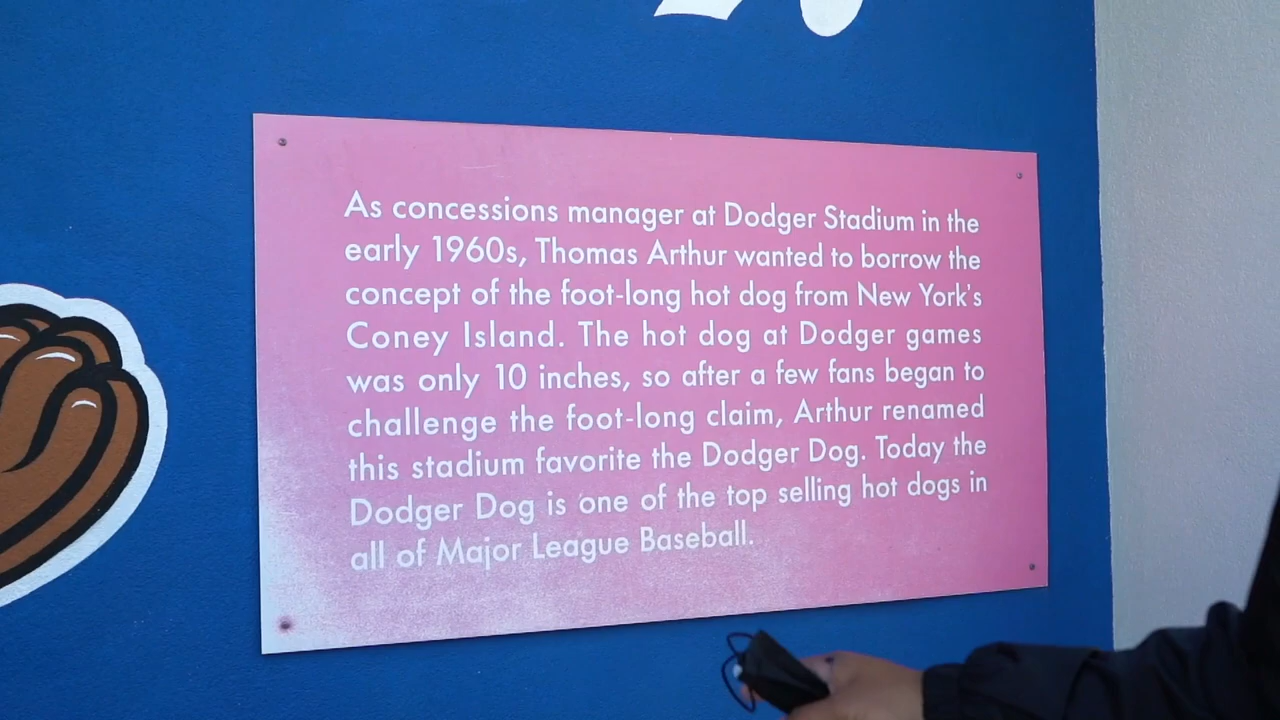 As concessions manager at Dodger Stadium in the
early 1960s, Thomas Arthur wanted to borrow the
concept of the foot-long hot dog from New York's
Coney Island. The hot dog at Dodger games
was only 10 inches, so after a few fans began to
challenge the foot-long claim, Arthur renamed
this stadium favorite the Dodger Dog. Today the
Dodger Dog is one of the top selling hot dogs in
all of Major League Baseball.